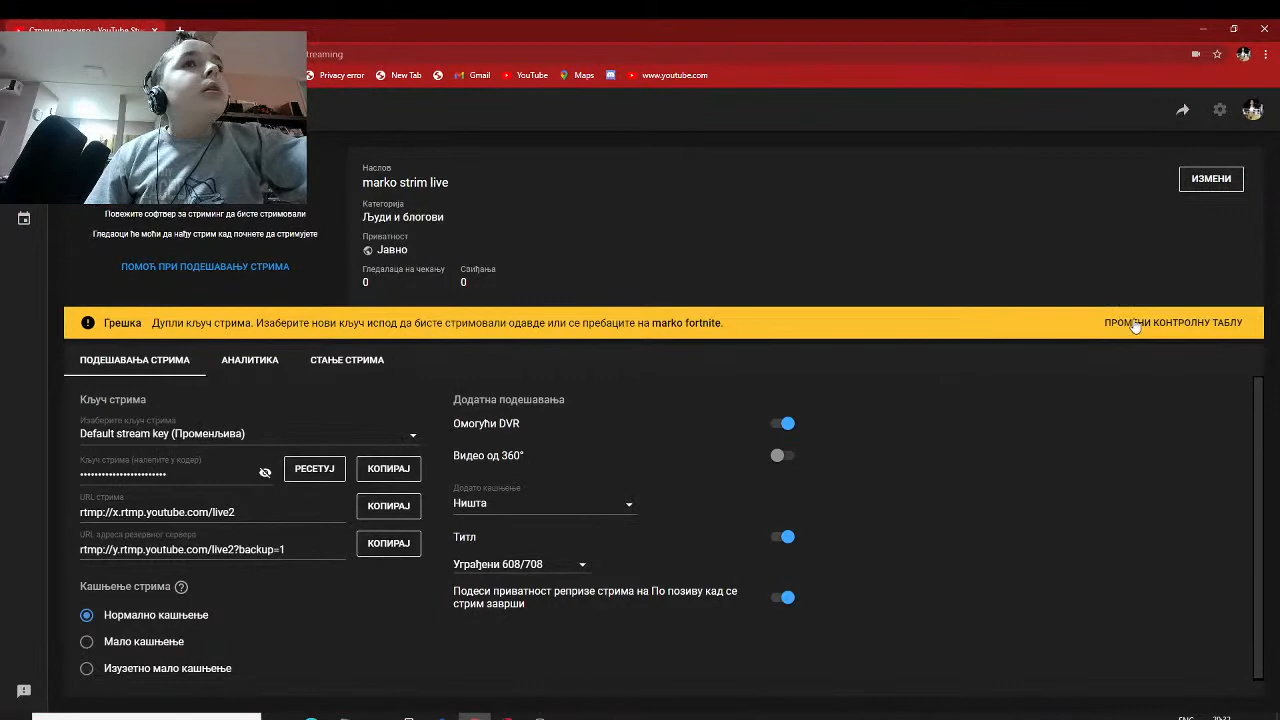 Стриминг уживо - YouTube Stu
treaming
Privacy error
New Tab
Gmail
YouTube
Maps
www.youtube.com
Повежите софтвер за стриминг да бисте стримовали
Гледаоци ће моћи да нађу стрим кад почнете да стримујете
ПОМОЋ ПРИ ПОДЕШАВАЊУ СТРИМА
Наслов
marko strim live
Категорија
Људи и блогови
Приватност
Јавно
Гледалаца на чекању
Свиђања
0
0
ИЗМЕНИ
Грешка
Дупли кључ стрима. Изаберите нови кључ испод да бисте стримовали одавде или се пребаците на marko fortnite.
ПРОМЕНИ КОНТРОЛНУ ТАБЛУ
ПОДЕШАВАЊА СТРИМА
АНАЛИТИКА
СТАЊЕ СТРИМА
Кључ стрима
Изаберите кључ стрима
Default stream key (Променљива)
Кључ стрима (налепите у кодер)
РЕСЕТУЈ
КОПИРАЈ
URL стрима
rtmp://x.rtmp.youtube.com/live2
КОПИРАЈ
URL адреса резервног сервера
rtmp://y.rtmp.youtube.com/live2?backup=1
КОПИРАЈ
Кашњење стрима
Нормално кашњење
Мало кашњење
Изузетно мало кашњење
Додатна подешавања
Омогући DVR
Видео од 360°
Додато кашњење
Ништа
Титл
Уграђени 608/708
Подеси приватност репризе стрима на По позиву кад се
стрим заврши